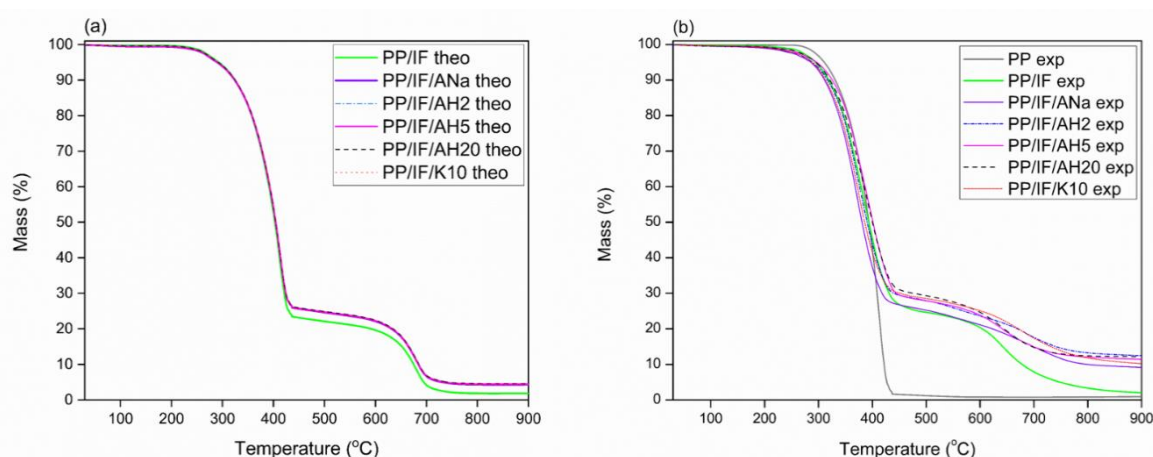 (a)
100
90
80
70
60
50
40
30
20
10
0
Mass (%)
PP/IF theo
PP/IF/ANa theo
PP/IF/AH2 theo
PP/IF/AH5 theo
PP/IF/AH20 theo
PP/IF/K10 theo
100 200 300 400 500 600 700 800 900
Temperature (°C)
(b)
100
90
80
70
60
50
40
30
20
10
0
Mass (%)
PP exp
PP/IF exp
PP/IF/ANa exp
PP/IF/AH2 exp
PP/IF/AH5 exp
PP/IF/AH20 exp
PP/IF/K10 exp
100 200 300 400 500 600 700 800 900
Temperature (°C)